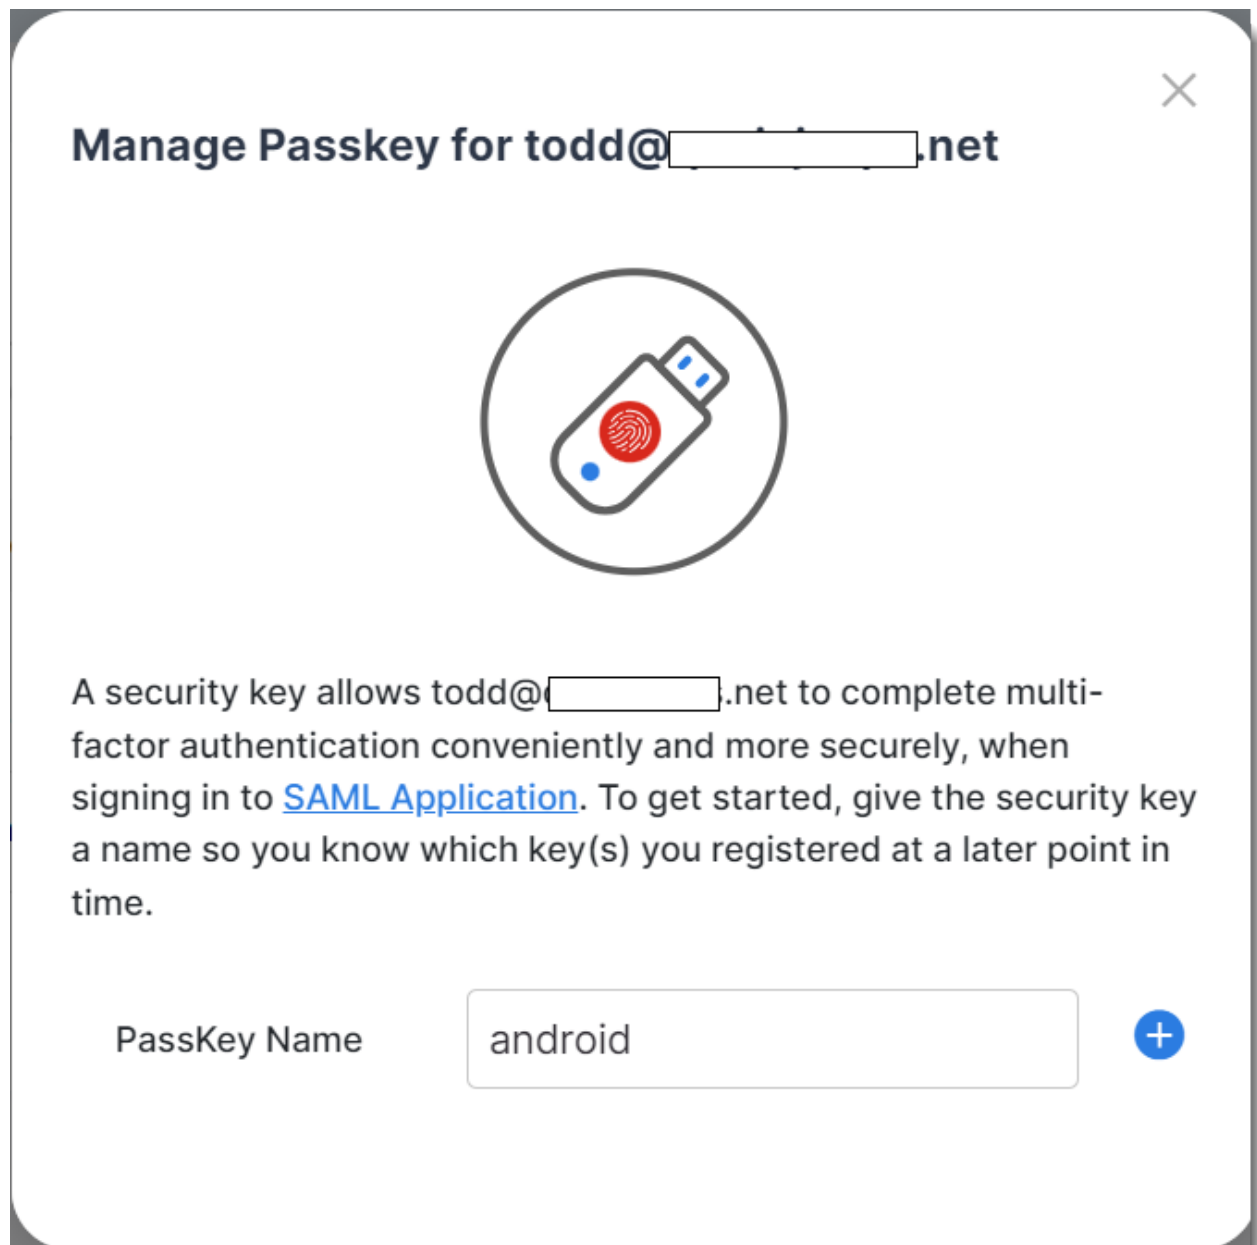 Manage Passkey for todd@ .net
A security key allows todd@ .net to complete multi-
factor authentication conveniently and more securely, when
signing in to SAML Application. To get started, give the security key
a name so you know which key(s) you registered at a later point in
time.
PassKey Name
android